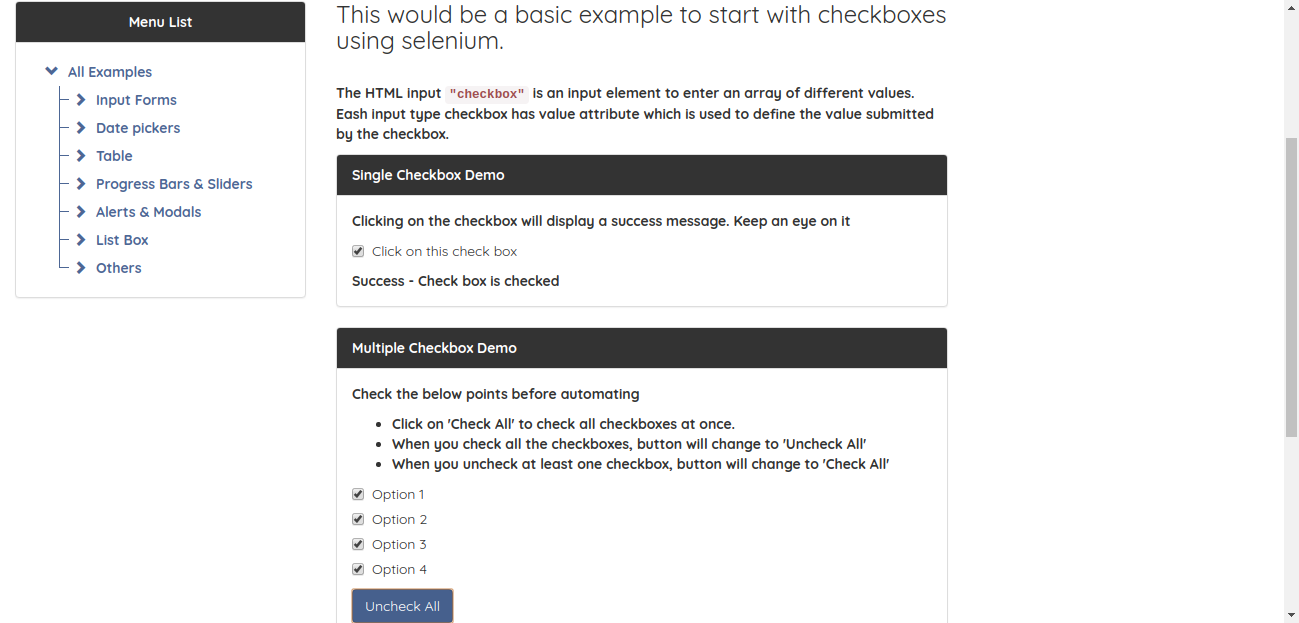 Menu List
All Examples
Input Forms
Date pickers
Table
Progress Bars & Sliders
Alerts & Modals
List Box
Others
This would be a basic example to start with checkboxes
using selenium.
The HTML input "checkbox" is an input element to enter an array of different values.
Eash input type checkbox has value attribute which is used to define the value submitted
by the checkbox.
Single Checkbox Demo
Clicking on the checkbox will display a success message. Keep an eye on it
Click on this check box
Success - Check box is checked
Multiple Checkbox Demo
Check the below points before automating
Click on 'Check All' to check all checkboxes at once.
When you check all the checkboxes, button will change to 'Uncheck All'
When you uncheck at least one checkbox, button will change to 'Check All'
Option 1
Option 2
Option 3
Option 4
Uncheck All